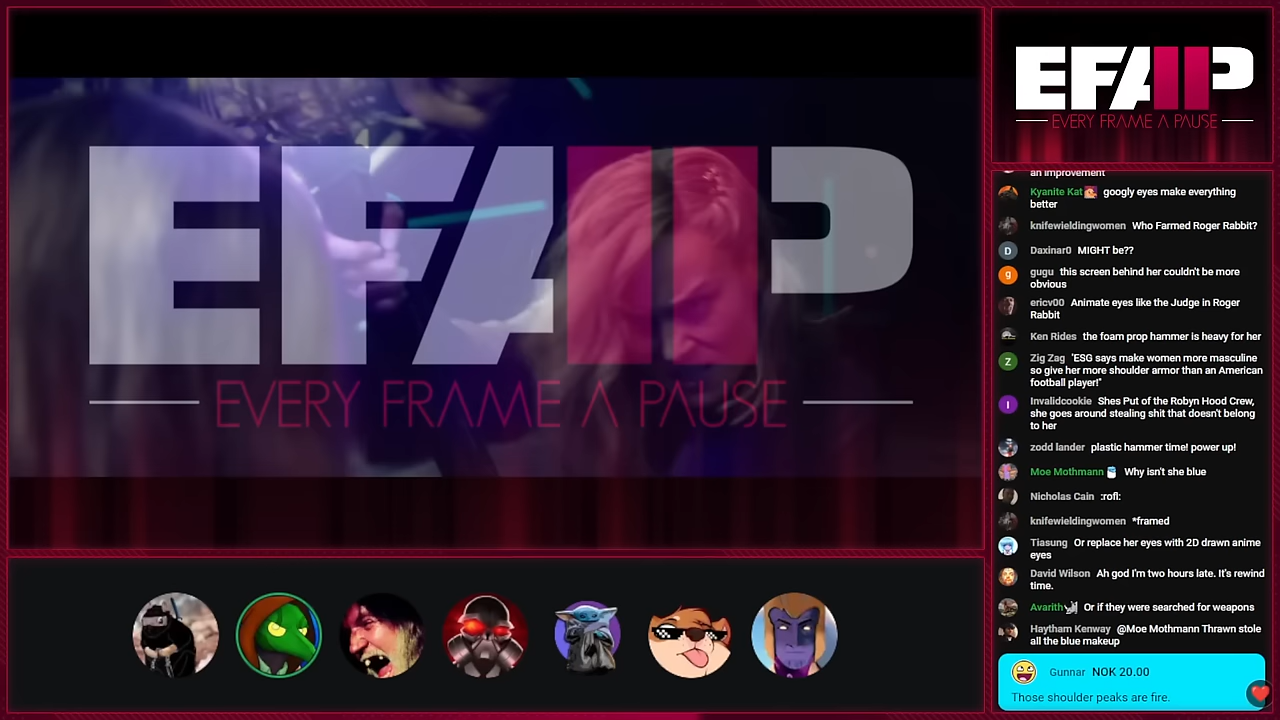 EFAP
EVERY FRAME A PAUSE
EFAP
EVERY FRAME A PAUSE
an improvement
Kyanite Kat googly eyes make everything
better
knifewieldingwomen Who Farmed Roger Rabbit?
D Daxinar0 MIGHT be??
g gugu this screen behind her couldn't be more
obvious
ericv00 Animate eyes like the Judge in Roger
Rabbit
Ken Rides the foam prop hammer is heavy for her
Z Zig Zag 'ESG says make women more masculine
so give her more shoulder armor than an American
football player!"
I Invalidcookie Shes Put of the Robyn Hood Crew,
she goes around stealing shit that doesn't belong
to her
zodd lander plastic hammer time! power up!
Moe Mothmann Why isn't she blue
Nicholas Cain :rofl:
knifewieldingwomen *framed
Tiasung Or replace her eyes with 2D drawn anime
eyes
David Wilson Ah god I'm two hours late. It's rewind
time.
Avarith Or if they were searched for weapons
Haytham Kenway @Moe Mothmann Thrawn stole
all the blue makeup
Gunnar NOK 20.00
Those shoulder peaks are fire.